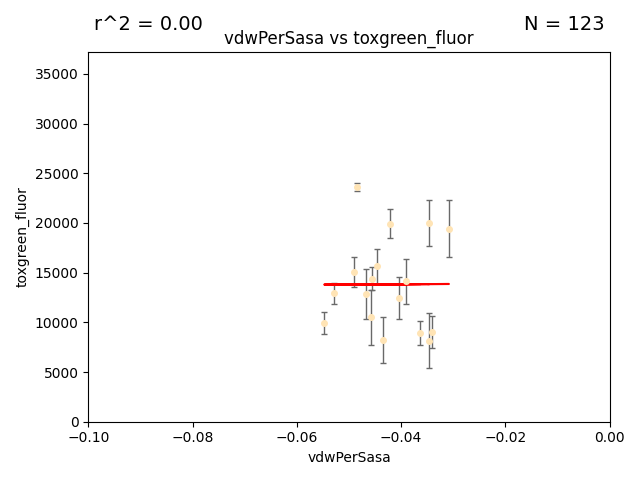 r^2 = 0.00
N = 123
vdwPerSasa vs toxgreen_fluor
35000
30000
25000
20000
15000
10000
5000
0
toxgreen_fluor
−0.10
−0.08
−0.06
−0.04
−0.02
0.00
vdwPerSasa